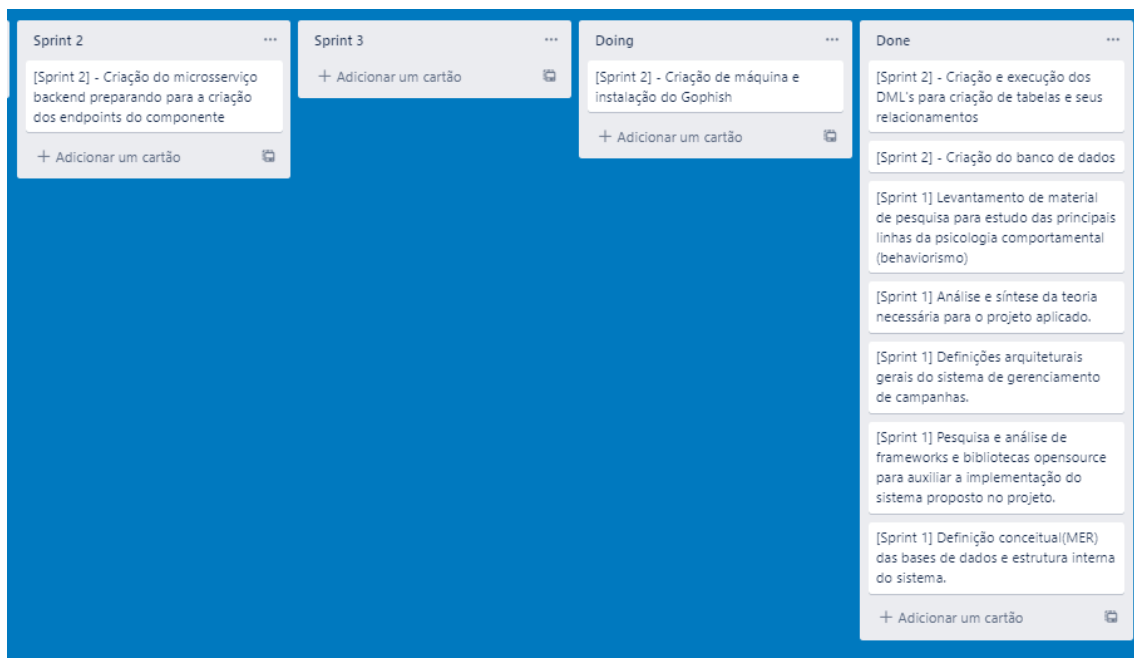 Sprint 2
[Sprint 2] - Criação do microsserviço
backend preparando para a criação
dos endpoints do componente
+ Adicionar um cartão
Sprint 3
+ Adicionar um cartão
Doing
[Sprint 2] - Criação de máquina e
instalação do Gophish
+ Adicionar um cartão
Done
[Sprint 2] - Criação e execução dos
DML's para criação de tabelas e seus
relacionamentos
[Sprint 2] - Criação do banco de dados
[Sprint 1] Levantamento de material
de pesquisa para estudo das principais
linhas da psicologia comportamental
(behaviorismo)
[Sprint 1] Análise e síntese da teoria
necessária para o projeto aplicado.
[Sprint 1] Definições arquiteturais
gerais do sistema de gerenciamento
de campanhas.
[Sprint 1] Pesquisa e análise de
frameworks e bibliotecas opensource
para auxiliar a implementação do
sistema proposto no projeto.
[Sprint 1] Definição conceitual(MER)
das bases de dados e estrutura interna
do sistema.
+ Adicionar um cartão